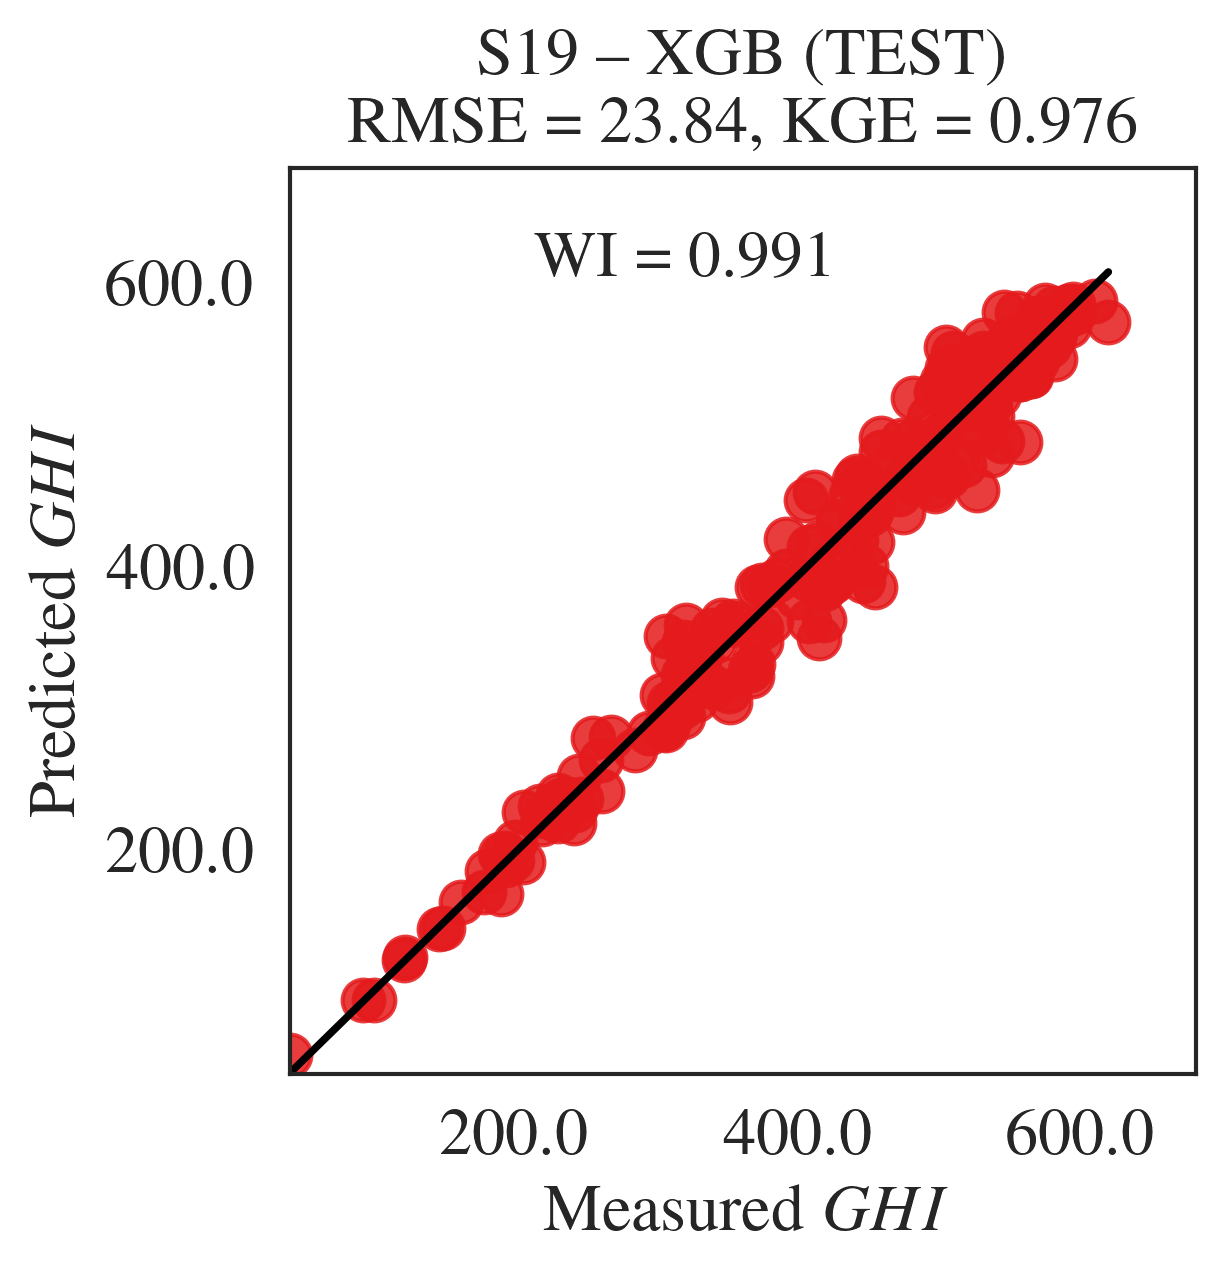 S19 – XGB (TEST)
RMSE = 23.84, KGE = 0.976
WI = 0.991
600.0
400.0
200.0
Predicted GHI
200.0 400.0 600.0
Measured GHI